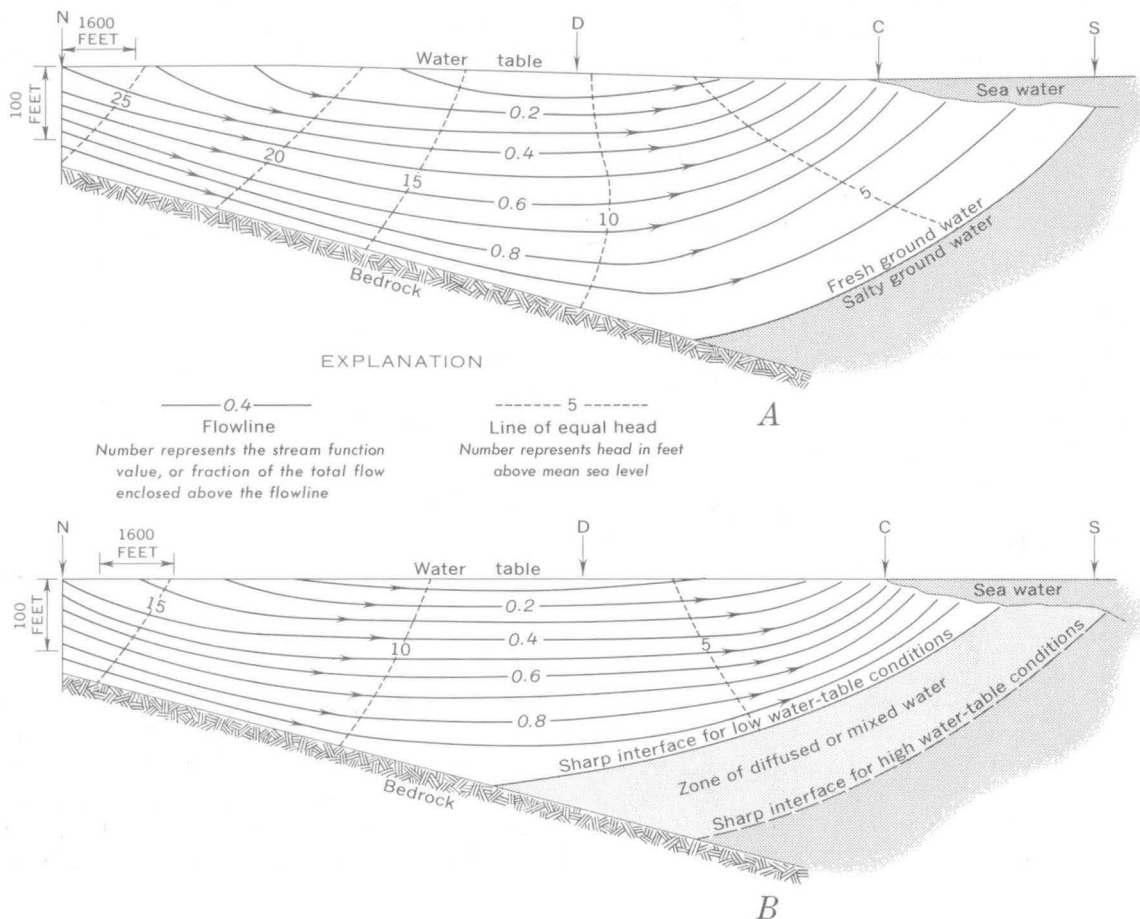 N
1600
FEET
D
C
S
Water table
Sea water
100
FEET
25
20
15
10
5
0.2
0.4
0.6
0.8
Fresh ground water
Salty ground water
Bedrock
EXPLANATION
A
0.4
Flowline
Number represents the stream function
value, or fraction of the total flow
enclosed above the flowline
5
Line of equal head
Number represents head in feet
above mean sea level
N
1600
FEET
D
C
S
Water table
Sea water
100
FEET
15
10
5
0.2
0.4
0.6
0.8
Sharp interface for low water-table conditions
Zone of diffused or mixed water
Sharp interface for high water-table conditions
Bedrock
B